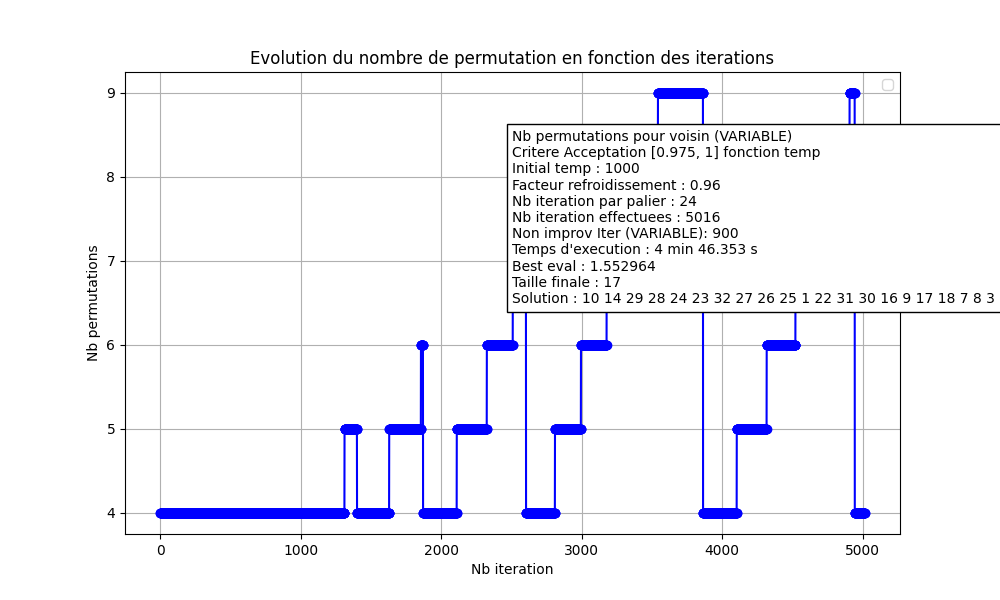 Evolution du nombre de permutation en fonction des iterations
9
8
7
6
5
4
Nb permutations
Nb permutations pour voisin (VARIABLE)
Critere Acceptation [0.975, 1] fonction temp
Initial temp : 1000
Facteur refroidissement : 0.96
Nb iteration par palier : 24
Nb iteration effectuees : 5016
Non improv Iter (VARIABLE): 900
Temps d'execution : 4 min 46.353 s
Best eval : 1.552964
Taille finale : 17
Solution : 10 14 29 28 24 23 32 27 26 25 1 22 31 30 16 9 17 18 7 8 3
0 1000 2000 3000 4000 5000
Nb iteration